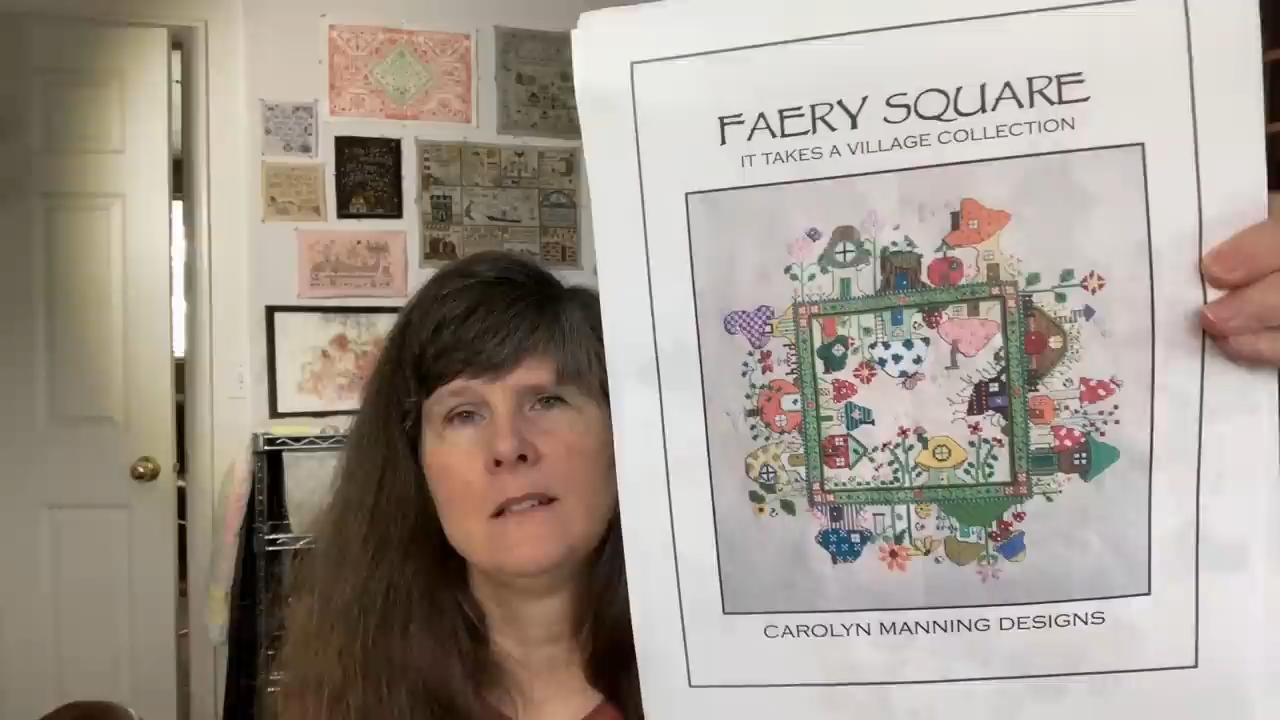 FAERY SQUARE
IT TAKES A VILLAGE COLLECTION
CAROLYN MANNING DESIGNS